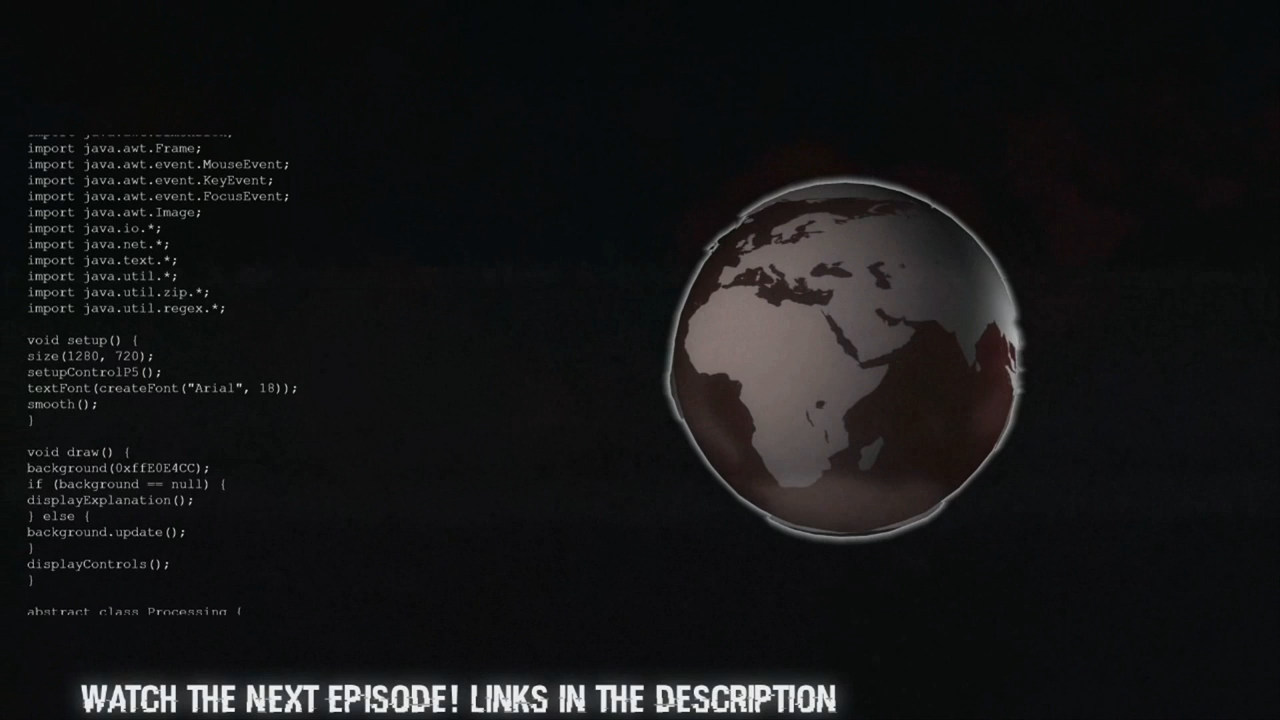 import java.awt.Frame;
import java.awt.event.MouseEvent;
import java.awt.event.KeyEvent;
import java.awt.event.FocusEvent;
import java.awt.Image;
import java.io.*;
import java.net.*;
import java.text.*;
import java.util.*;
import java.util.zip.*;
import java.util.regex.*;
void setup() {
size(1280, 720);
setupControlP5();
textFont(createFont("Arial", 18));
smooth();
}
void draw() {
background(0xffE0E4CC);
if (background == null) {
displayExplanation();
} else {
background.update();
}
displayControls();
}
abstract class Processing {
WATCH THE NEXT EPISODE! LINKS IN THE DESCRIPTION